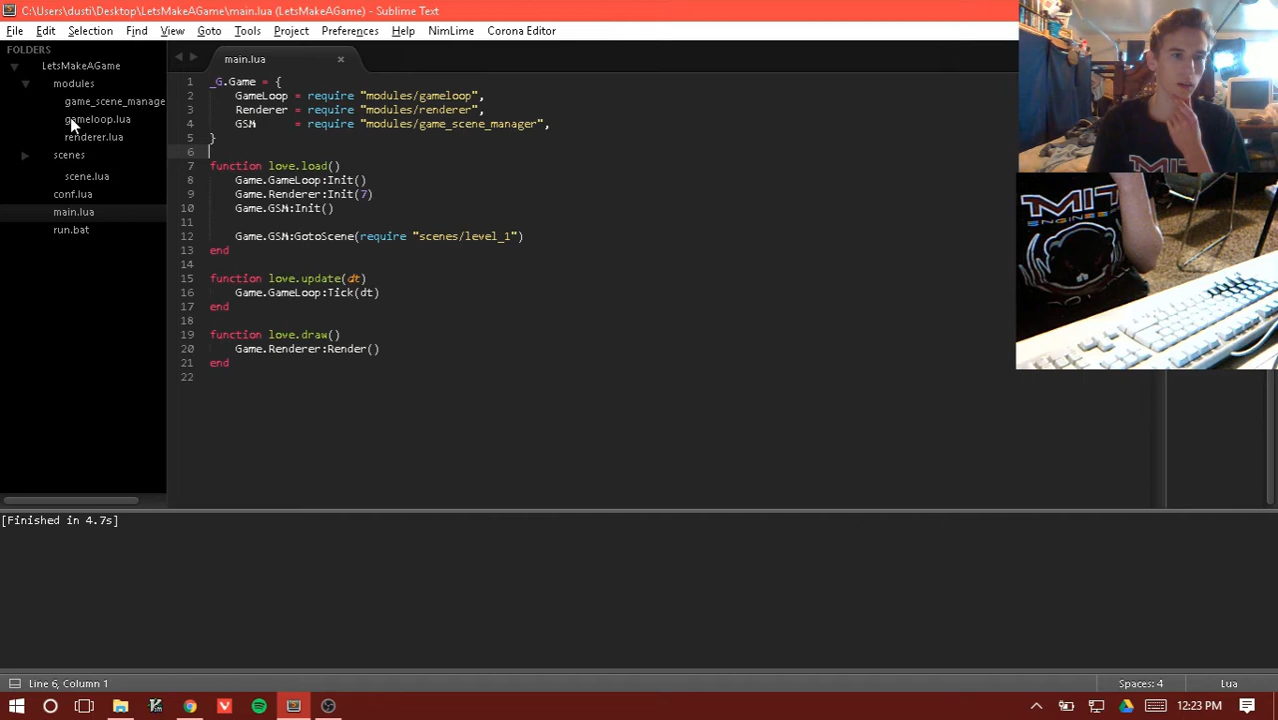 C:\Users\dusti\Desktop\LetsMakeAGame\main.lua (LetsMakeAGame) - Sublime Text
File Edit Selection Find View Goto Tools Project Preferences Help NimLime Corona Editor
FOLDERS
LetsMakeAGame
modules
game_scene_manage
gameloop.lua
renderer.lua
scenes
scene.lua
conf.lua
main.lua
run.bat
main.lua
1 _G.Game = {
2 GameLoop = require "modules/gameloop",
3 Renderer = require "modules/renderer",
4 GSM = require "modules/game_scene_manager",
5 }
6
7 function love.load()
8 Game.GameLoop:Init()
9 Game.Renderer:Init(7)
10 Game.GSM:Init()
11
12 Game.GSM:GotoScene(require "scenes/level_1")
13 end
14
15 function love.update(dt)
16 Game.GameLoop:Tick(dt)
17 end
18
19 function love.draw()
20 Game.Renderer:Render()
21 end
22
MIT
MIT
ENGINEE
[Finished in 4.7s]
Line 6, Column 1
Spaces: 4
Lua
12:23 PM